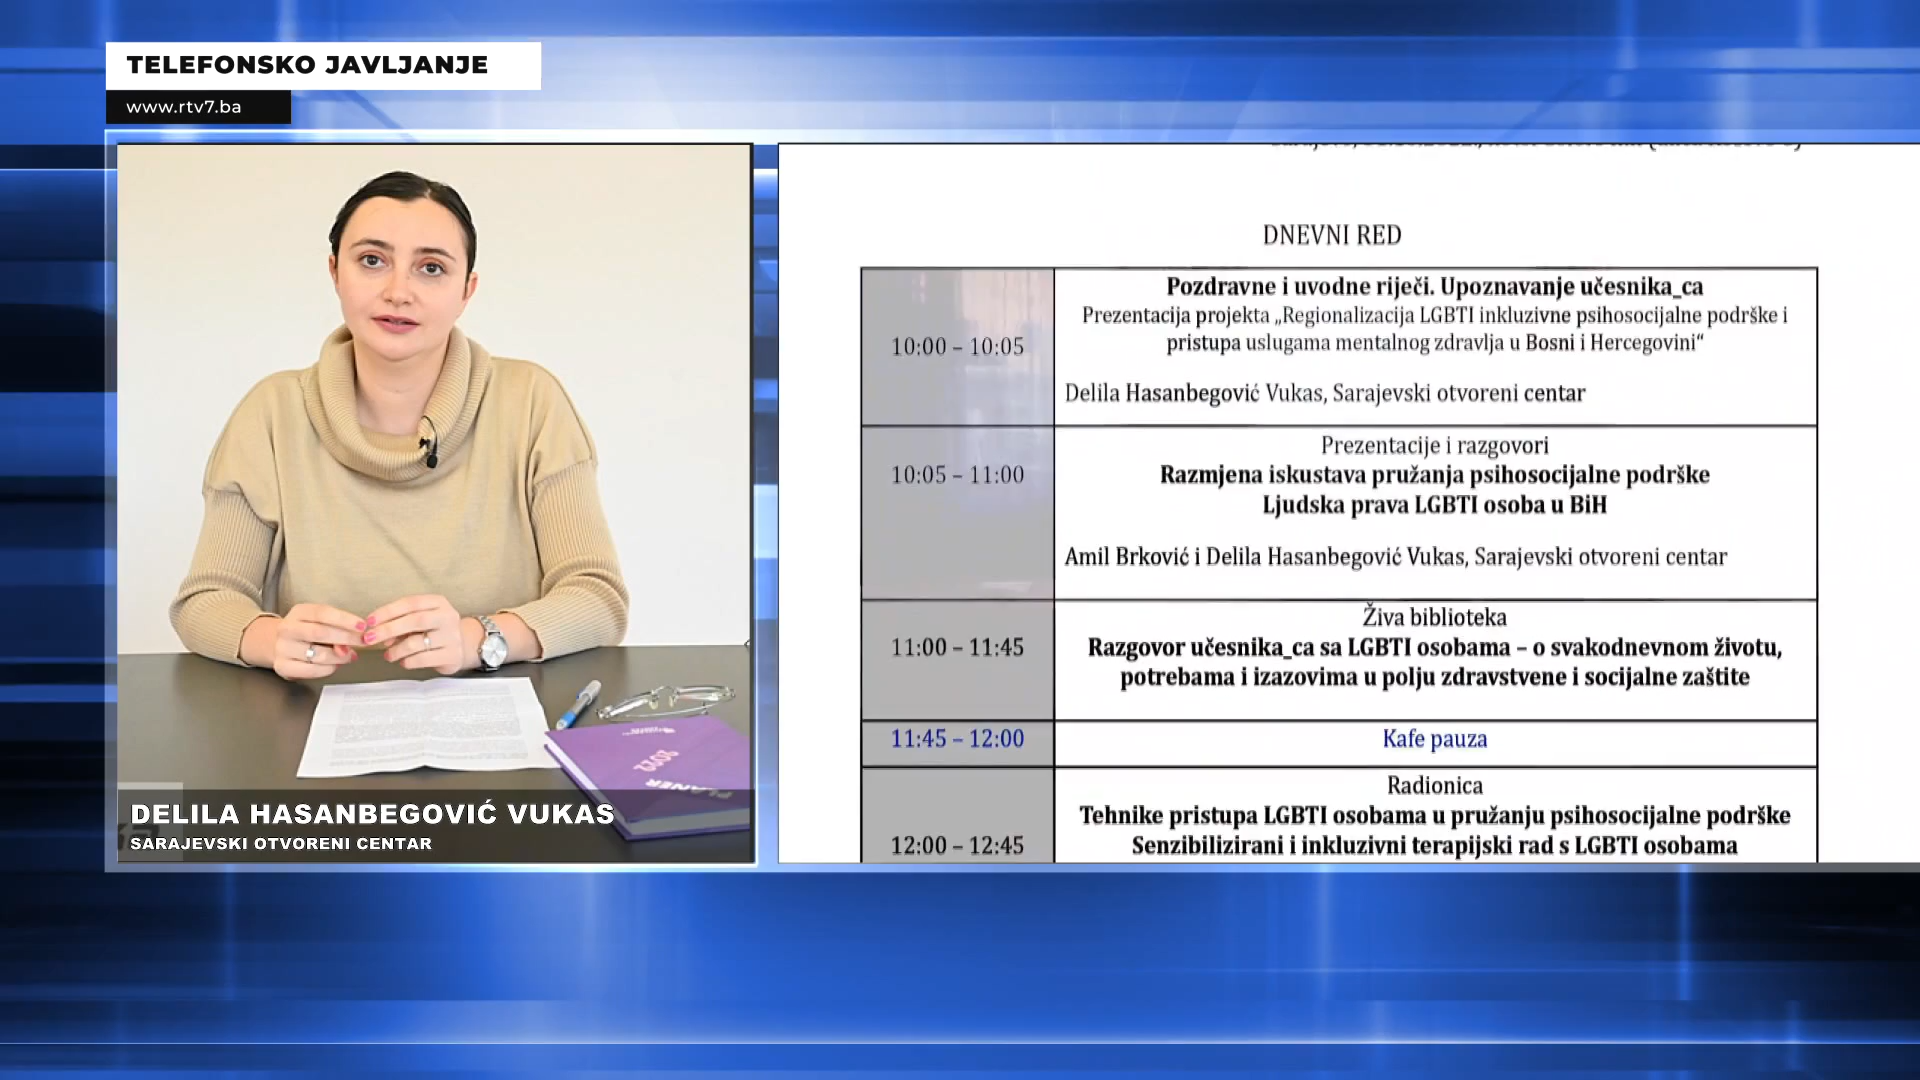 TELEFONSKO JAVLJANJE
www.rtv7.ba
DNEVNI RED
10:00 – 10:05
Pozdravne i uvodne riječi. Upoznavanje učesnika_ca
Prezentacija projekta „Regionalizacija LGBTI inkluzivne psihosocijalne podrške i
pristupa uslugama mentalnog zdravlja u Bosni i Hercegovini“
Delila Hasanbegović Vukas, Sarajevski otvoreni centar
10:05 – 11:00
Prezentacije i razgovori
Razmjena iskustava pružanja psihosocijalne podrške
Ljudska prava LGBTI osoba u BiH
Amil Brković i Delila Hasanbegović Vukas, Sarajevski otvoreni centar
11:00 – 11:45
Živa biblioteka
Razgovor učesnika_ca sa LGBTI osobama – o svakodnevnom životu,
potrebama i izazovima u polju zdravstvene i socijalne zaštite
11:45 – 12:00
Kafe pauza
12:00 – 12:45
Radionica
Tehnike pristupa LGBTI osobama u pružanju psihosocijalne podrške
Senzibilizirani i inkluzivni terapijski rad s LGBTI osobama
2022
PLANER
DELILA HASANBEGOVIĆ VUKAS
SARAJEVSKI OTVORENI CENTAR